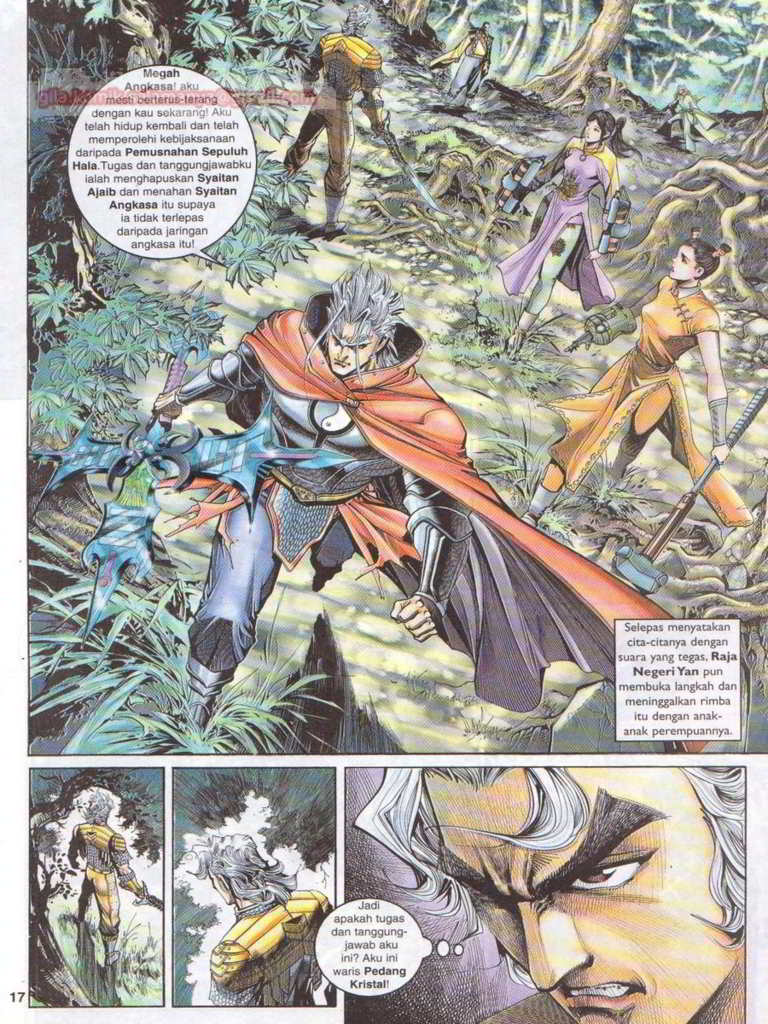 Megah
Angkasa! aku
mesti berterus-terang
dengan kau sekarang! Aku
telah hidup kembali dan telah
memperolehi kebijaksanaan
daripada Pemusnahan Sepuluh
Hala.Tugas dan tanggungjawabku
ialah menghapuskan Syaitan
Ajaib dan menahan Syaitan
Angkasa itu supaya
ia tidak terlepas
daripada jaringan
angkasa itu!
Selepas menyatakan
cita-citanya dengan
suara yang tegas, Raja
Negeri Yan pun
membuka langkah dan
meninggalkan rimba
itu dengan anak-
anak perempuannya.
Jadi
apakah tugas
dan tanggung-
jawab aku
ini? Aku ini
waris Pedang
Kristal!
17